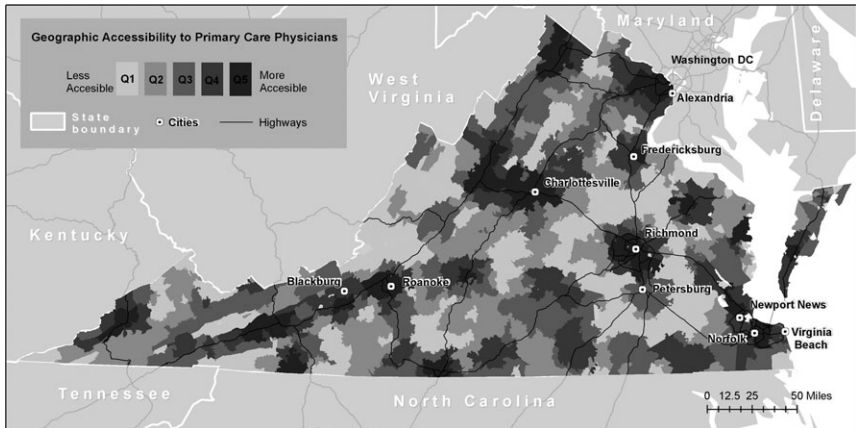 Geographic Accessibility to Primary Care Physicians
Less
Accesible
Q1
Q2
Q3
Q4
Q5
More
Accesible
State
boundary
Cities
Highways
Maryland
Washington DC
West
Virginia
Alexandria
Delaware
Fredericksburg
Charlottesville
Kentucky
Richmond
Blackburg
Roanoke
Petersburg
Newport News
Norfolk
Virginia
Beach
Tennessee
North Carolina
0 12.5 25 50 Miles